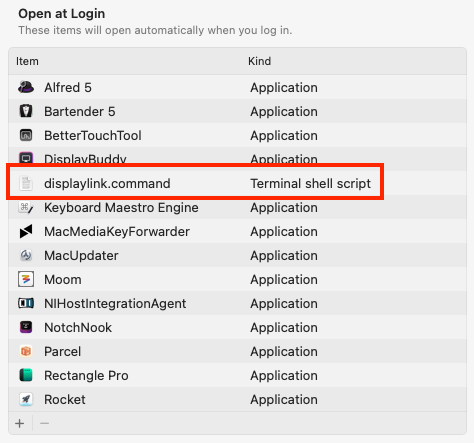 Open at Login
These items will open automatically when you log in.
Item Kind
Alfred 5 Application
Bartender 5 Application
BetterTouchTool Application
DisplayBuddy Application
displaylink.command Terminal shell script
Keyboard Maestro Engine Application
MacMediaKeyForwarder Application
MacUpdater Application
Moom Application
NIHostIntegrationAgent Application
NotchNook Application
Parcel Application
Rectangle Pro Application
Rocket Application